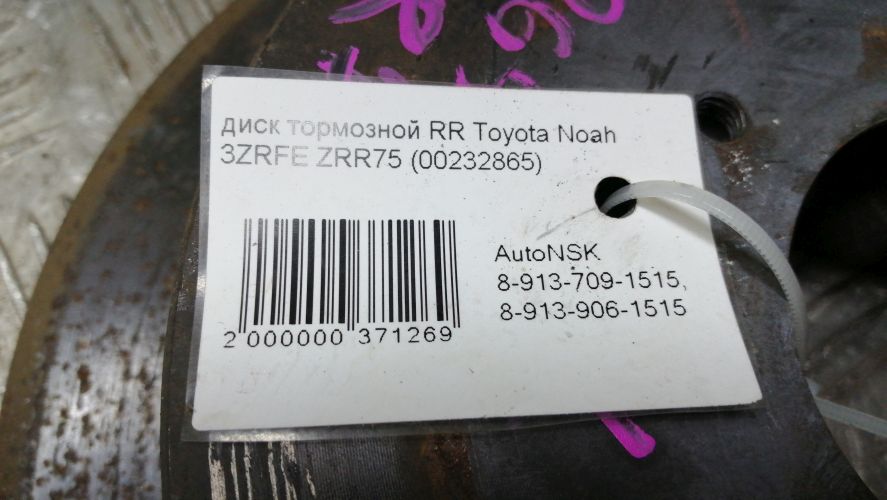 диск тормозной RR Toyota Noah
3ZRFE ZRR75 (00232865)
AutoNSK
8-913-709-1515,
8-913-906-1515
2 000000 371269